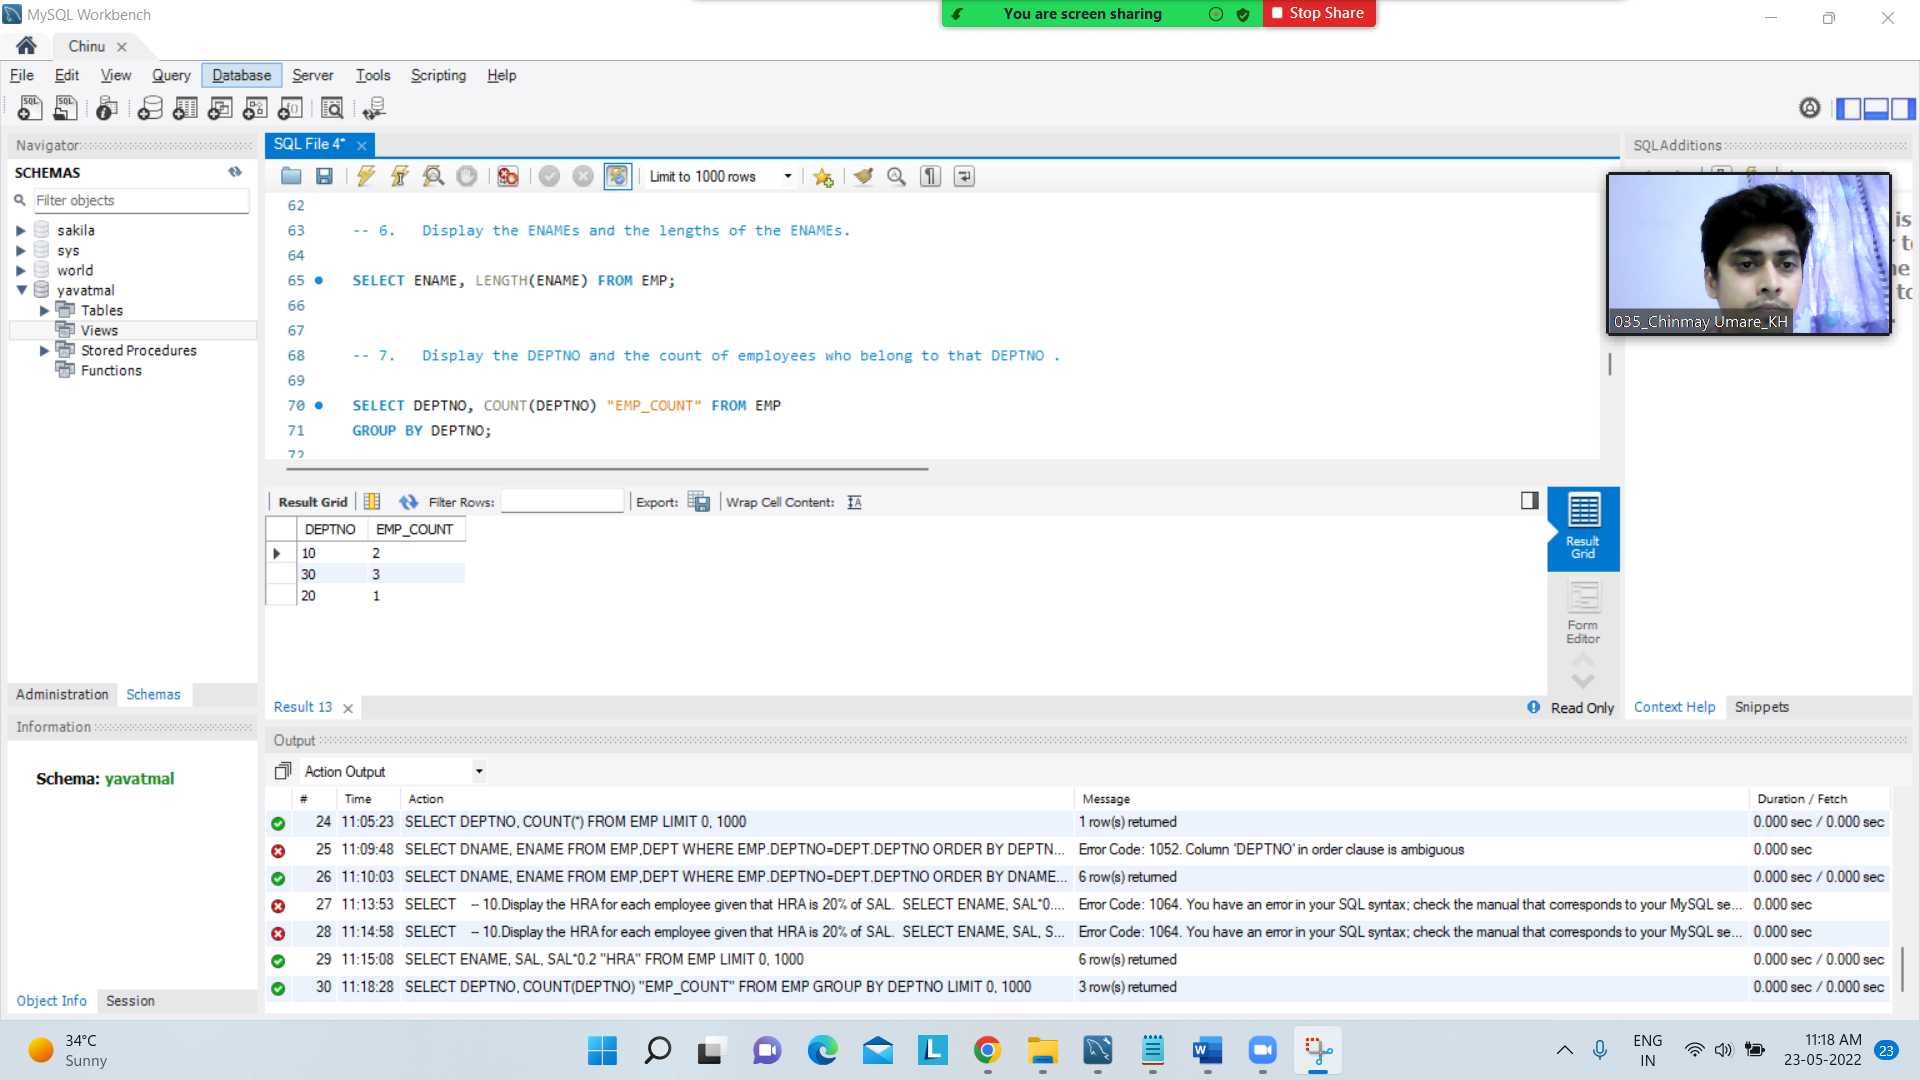 MySQL Workbench
You are screen sharing
Stop Share
Chinu
File Edit View Query Database Server Tools Scripting Help
Navigator
SCHEMAS
Filter objects
sakila
sys
world
yavatmal
Tables
Views
Stored Procedures
Functions
Administration Schemas
Information
Schema: yavatmal
Object Info Session
SQL File 4*
Limit to 1000 rows
62
63 -- 6. Display the ENAMEs and the lengths of the ENAMEs.
64
65 SELECT ENAME, LENGTH(ENAME) FROM EMP;
66
67
68 -- 7. Display the DEPTNO and the count of employees who belong to that DEPTNO .
69
70 SELECT DEPTNO, COUNT(DEPTNO) "EMP_COUNT" FROM EMP
71 GROUP BY DEPTNO;
72
Result Grid Filter Rows: Export: Wrap Cell Content:
DEPTNO EMP_COUNT
10 2
30 3
20 1
Result Grid
Form Editor
Result 13
Read Only
SQLAdditions
035_Chinmay Umare_KH
Context Help Snippets
Output
Action Output
# Time Action Message Duration / Fetch
24 11:05:23 SELECT DEPTNO, COUNT(*) FROM EMP LIMIT 0, 1000 1 row(s) returned 0.000 sec / 0.000 sec
25 11:09:48 SELECT DNAME, ENAME FROM EMP,DEPT WHERE EMP.DEPTNO=DEPT.DEPTNO ORDER BY DEPTN... Error Code: 1052. Column 'DEPTNO' in order clause is ambiguous 0.000 sec
26 11:10:03 SELECT DNAME, ENAME FROM EMP,DEPT WHERE EMP.DEPTNO=DEPT.DEPTNO ORDER BY DNAME... 6 row(s) returned 0.000 sec / 0.000 sec
27 11:13:53 SELECT -- 10.Display the HRA for each employee given that HRA is 20% of SAL. SELECT ENAME, SAL*0.... Error Code: 1064. You have an error in your SQL syntax; check the manual that corresponds to your MySQL se... 0.000 sec
28 11:14:58 SELECT -- 10.Display the HRA for each employee given that HRA is 20% of SAL. SELECT ENAME, SAL, S... Error Code: 1064. You have an error in your SQL syntax; check the manual that corresponds to your MySQL se... 0.000 sec
29 11:15:08 SELECT ENAME, SAL, SAL*0.2 "HRA" FROM EMP LIMIT 0, 1000 6 row(s) returned 0.000 sec / 0.000 sec
30 11:18:28 SELECT DEPTNO, COUNT(DEPTNO) "EMP_COUNT" FROM EMP GROUP BY DEPTNO LIMIT 0, 1000 3 row(s) returned 0.000 sec / 0.000 sec
34°C
Sunny
ENG
IN
11:18 AM
23-05-2022
23